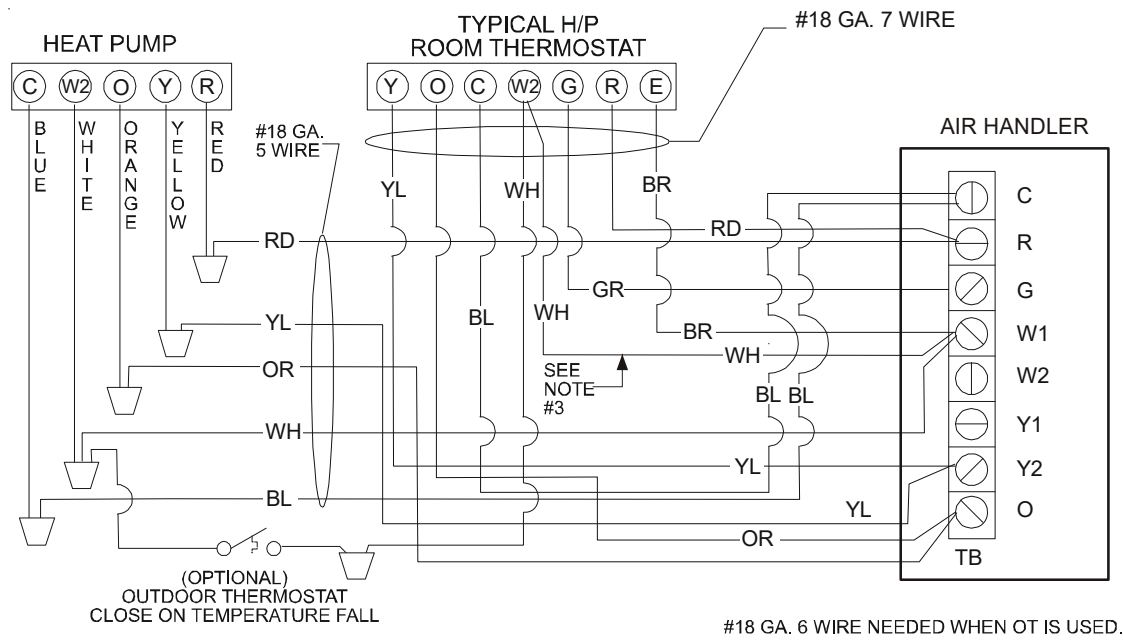 HEAT PUMP
C W2 O Y R
BLUE
WHITE
ORANGE
YELLOW
RED
#18 GA.
5 WIRE
TYPICAL H/P
ROOM THERMOSTAT
Y O C W2 G R E
#18 GA. 7 WIRE
AIR HANDLER
YL
WH
BR
C
RD
RD
R
GR
G
BL
WH
YL
BR
W1
WH
OR
SEE
NOTE
#3
BL BL
W2
Y1
WH
YL
Y2
BL
YL
O
OR
TB
(OPTIONAL)
OUTDOOR THERMOSTAT
CLOSE ON TEMPERATURE FALL
#18 GA. 6 WIRE NEEDED WHEN OT IS USED.